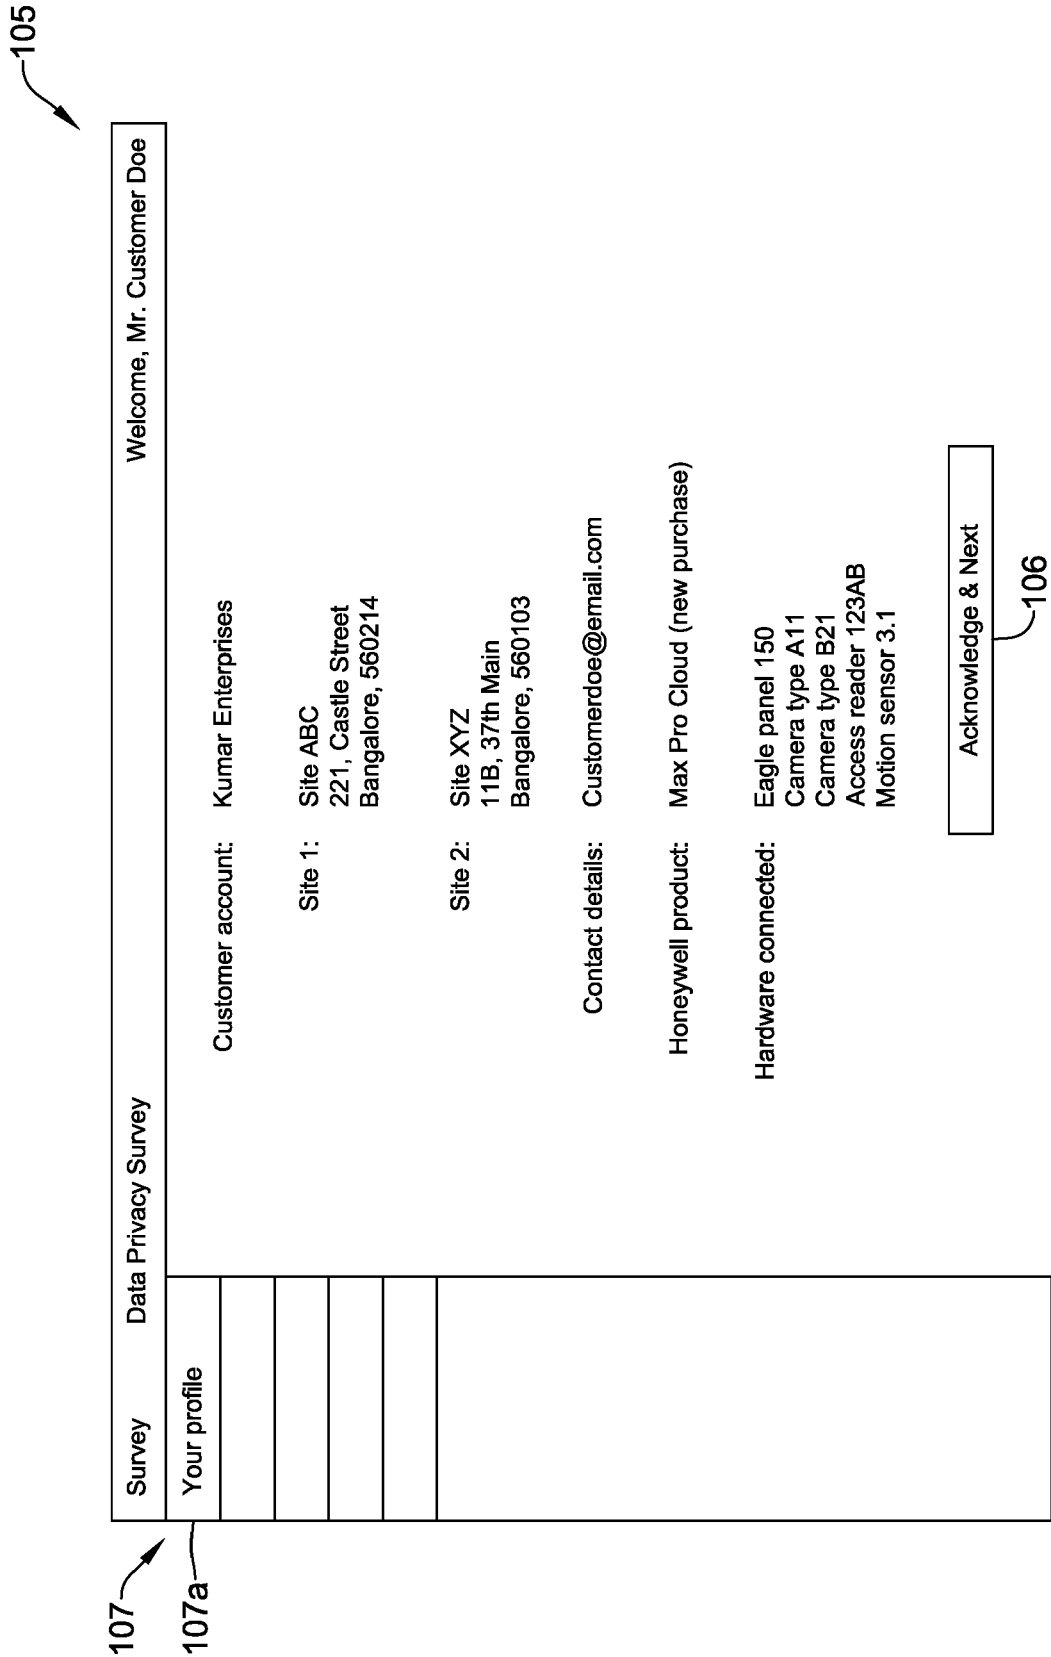 105
107
Survey Data Privacy Survey Welcome, Mr. Customer Doe
107a
Your profile
Customer account: Kumar Enterprises
Site 1: Site ABC
221, Castle Street
Bangalore, 560214
Site 2: Site XYZ
11B, 37th Main
Bangalore, 560103
Contact details: Customerdoe@email.com
Honeywell product: Max Pro Cloud (new purchase)
Hardware connected: Eagle panel 150
Camera type A11
Camera type B21
Access reader 123AB
Motion sensor 3.1
Acknowledge & Next
106